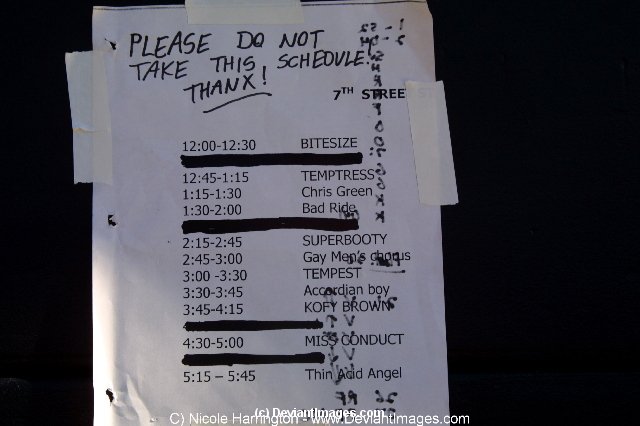 PLEASE DO NOT
TAKE THIS SCHEDULE!
THANX!
7TH STREE
12:00-12:30 BITESIZE
12:45-1:15 TEMPTRESS
1:15-1:30 Chris Green
1:30-2:00 Bad Ride
2:15-2:45 SUPERBOOTY
2:45-3:00 Gay Men's chorus
3:00 -3:30 TEMPEST
3:30-3:45 Accordian boy
3:45-4:15 KOFY BROWN
4:30-5:00 MISS CONDUCT
5:15 – 5:45 Thin Acid Angel
(c) DeviantImages.com
C) Nicole Harrington - www.DeviantImages.com